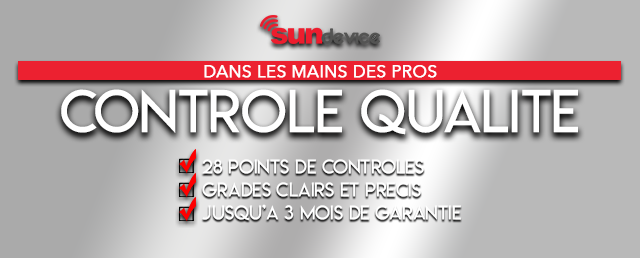 sundevice
DANS LES MAINS DES PROS
CONTROLE QUALITE
28 POINTS DE CONTROLES
GRADES CLAIRS ET PRECIS
JUSQU'A 3 MOIS DE GARANTIE